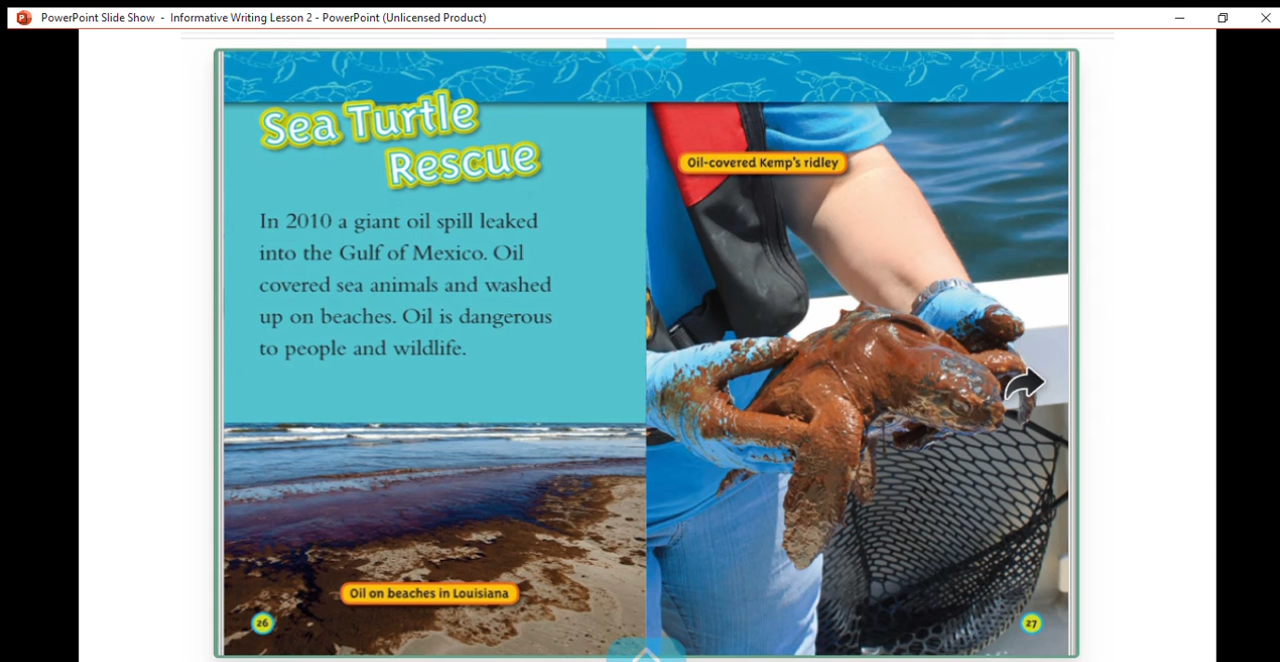 PowerPoint Slide Show - Informative Writing Lesson 2 - PowerPoint (Unlicensed Product)
Sea Turtle
Rescue
In 2010 a giant oil spill leaked
into the Gulf of Mexico. Oil
covered sea animals and washed
up on beaches. Oil is dangerous
to people and wildlife.
Oil on beaches in Louisiana
26
Oil-covered Kemp's ridley
27